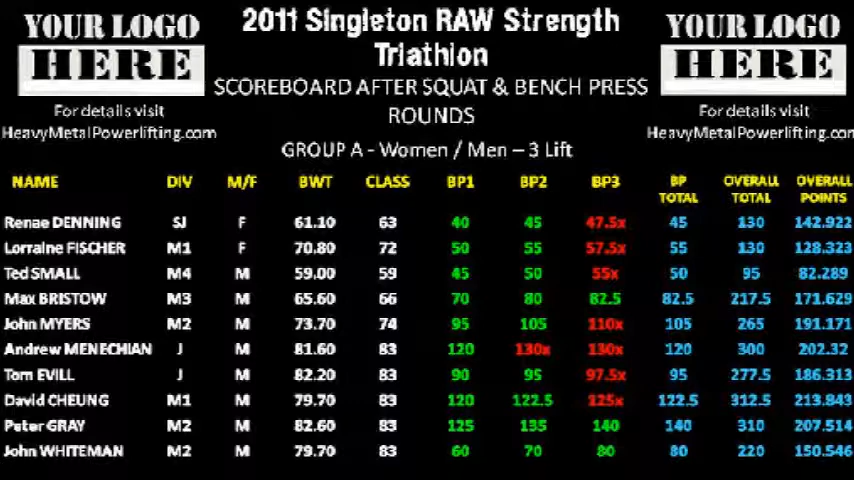 YOUR LOGO
HERE
For details visit
HeavyMetalPowerlifting.com
2011 Singleton RAW Strength
Triathlon
SCOREBOARD AFTER SQUAT & BENCH PRESS
ROUNDS
GROUP A - Women / Men – 3 Lift
YOUR LOGO
HERE
For details visit
HeavyMetalPowerlifting.com
NAME DIV M/F BWT CLASS BP1 BP2 BP3 BP TOTAL OVERALL TOTAL OVERALL POINTS
Renae DENNING SJ F 61.10 63 40 45 47.5x 45 130 142.922
Lorraine FISCHER M1 F 70.80 72 50 55 57.5x 55 130 128.323
Ted SMALL M4 M 59.00 59 45 50 55x 50 95 82.289
Max BRISTOW M3 M 65.60 66 70 80 82.5 82.5 217.5 171.629
John MYERS M2 M 73.70 74 95 105 110x 105 265 191.171
Andrew MENECHIAN J M 81.60 83 120 130x 130x 120 300 202.32
Tom EVILL J M 82.20 83 90 95 97.5x 95 277.5 186.313
David CHEUNG M1 M 79.70 83 120 122.5 125x 122.5 312.5 213.843
Peter GRAY M2 M 82.60 83 125 135 140 140 310 207.514
John WHITEMAN M2 M 79.70 83 60 70 80 80 220 150.546